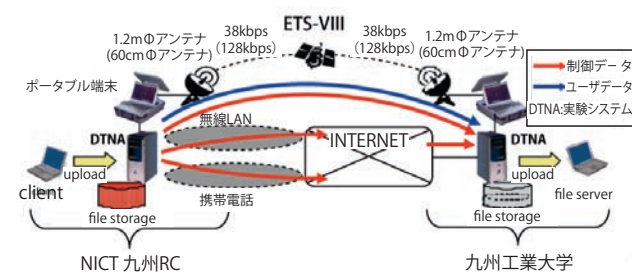 ETS-VIII
38kbps
(128kbps)
38kbps
(128kbps)
1.2mΦアンテナ
(60cmΦアンテナ)
1.2mΦアンテナ
(60cmΦアンテナ)
ポータブル端末
制御データ
ユーザデータ
DTNA:実験システム
無線LAN
DTNA
INTERNET
DTNA
client
upload
upload
file server
file storage
携帯電話
file storage
NICT 九州RC
九州工業大学